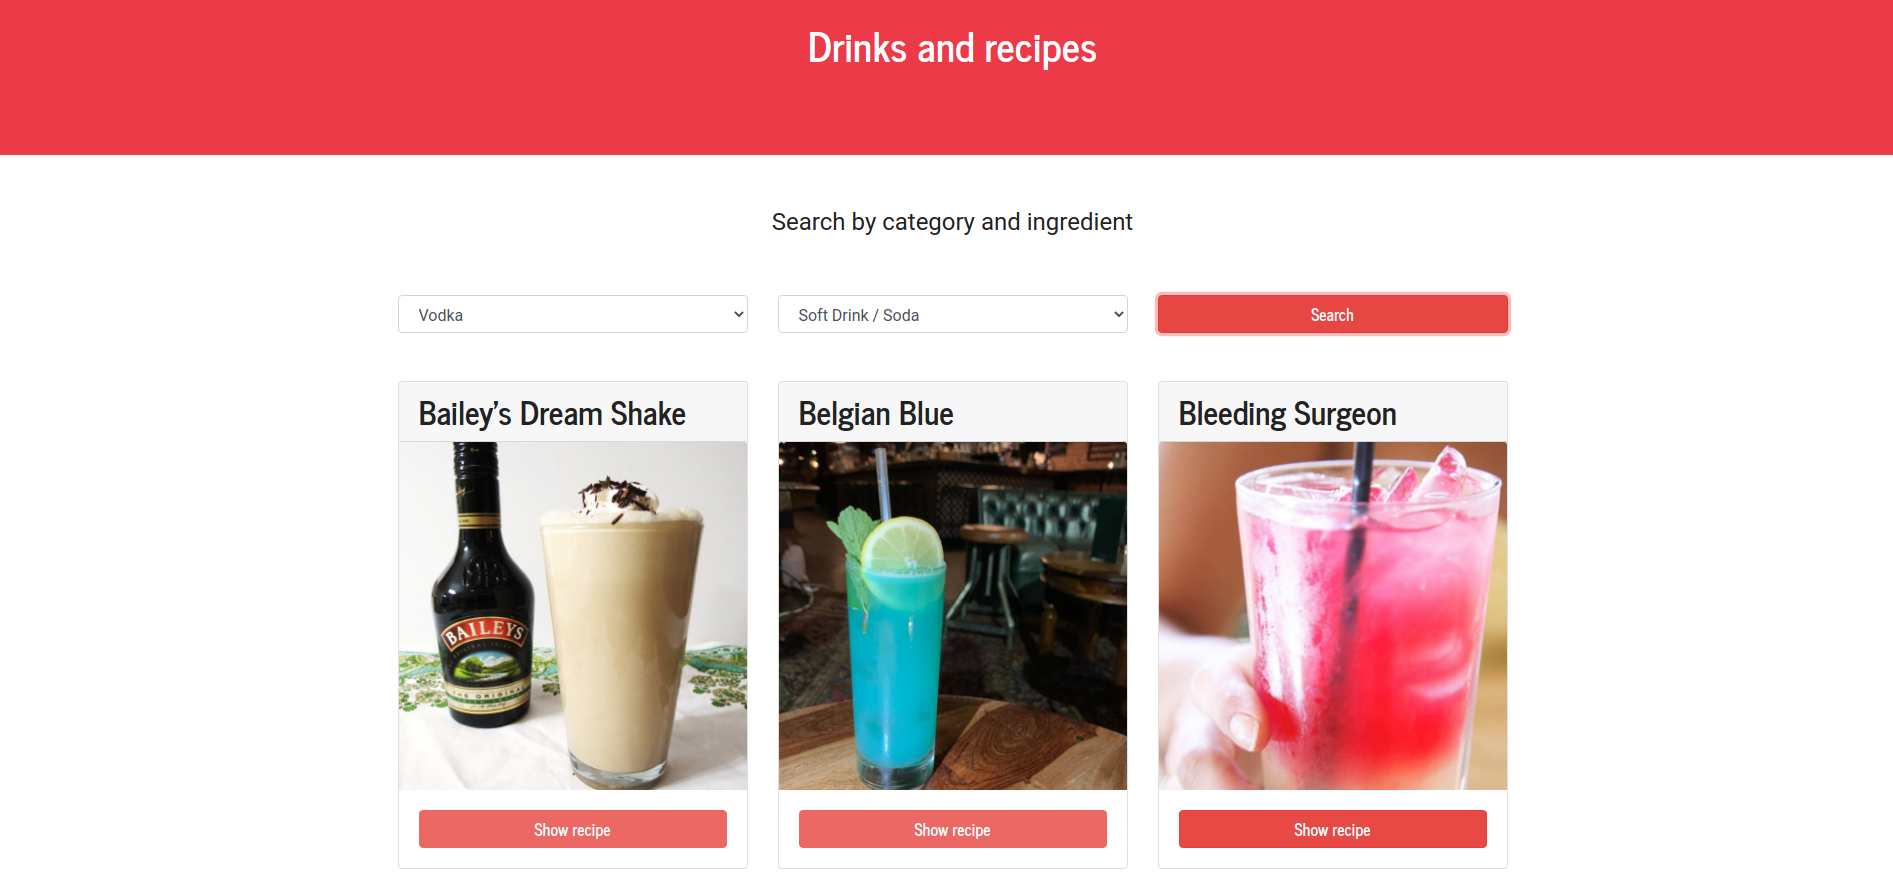 Drinks and recipes
Search by category and ingredient
Vodka
Soft Drink / Soda
Search
Bailey's Dream Shake
Belgian Blue
Bleeding Surgeon
BAILEYS
THE ORIGINAL
Show recipe
Show recipe
Show recipe